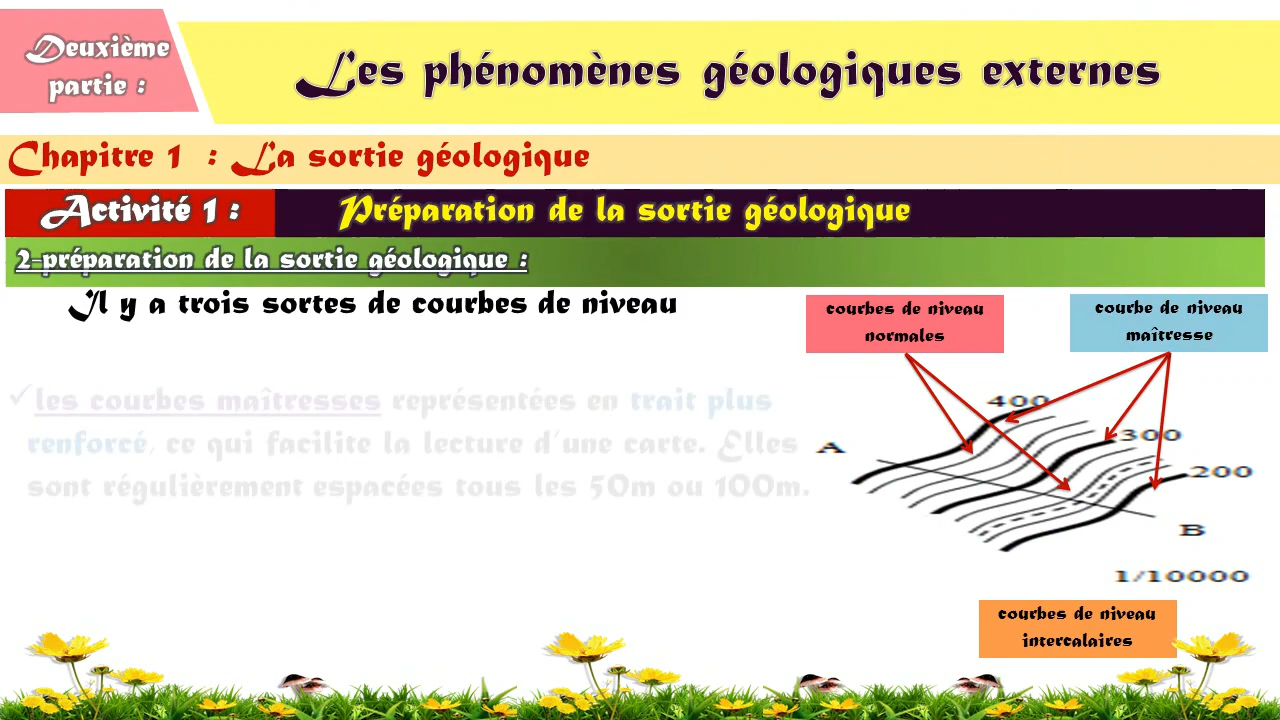 Deuxième
partie :
Les phénomènes géologiques externes
Chapitre 1 : La sortie géologique
Activité 1 :
Préparation de la sortie géologique
2-préparation de la sortie géologique :
Il y a trois sortes de courbes de niveau
✓les courbes maîtresses représentées en trait plus
renforcé, ce qui facilite la lecture d'une carte. Elles
sont régulièrement espacées tous les 50m ou 100m.
courbes de niveau
normales
courbe de niveau
maîtresse
400
300
200
A
B
1/10000
courbes de niveau
intercalaires